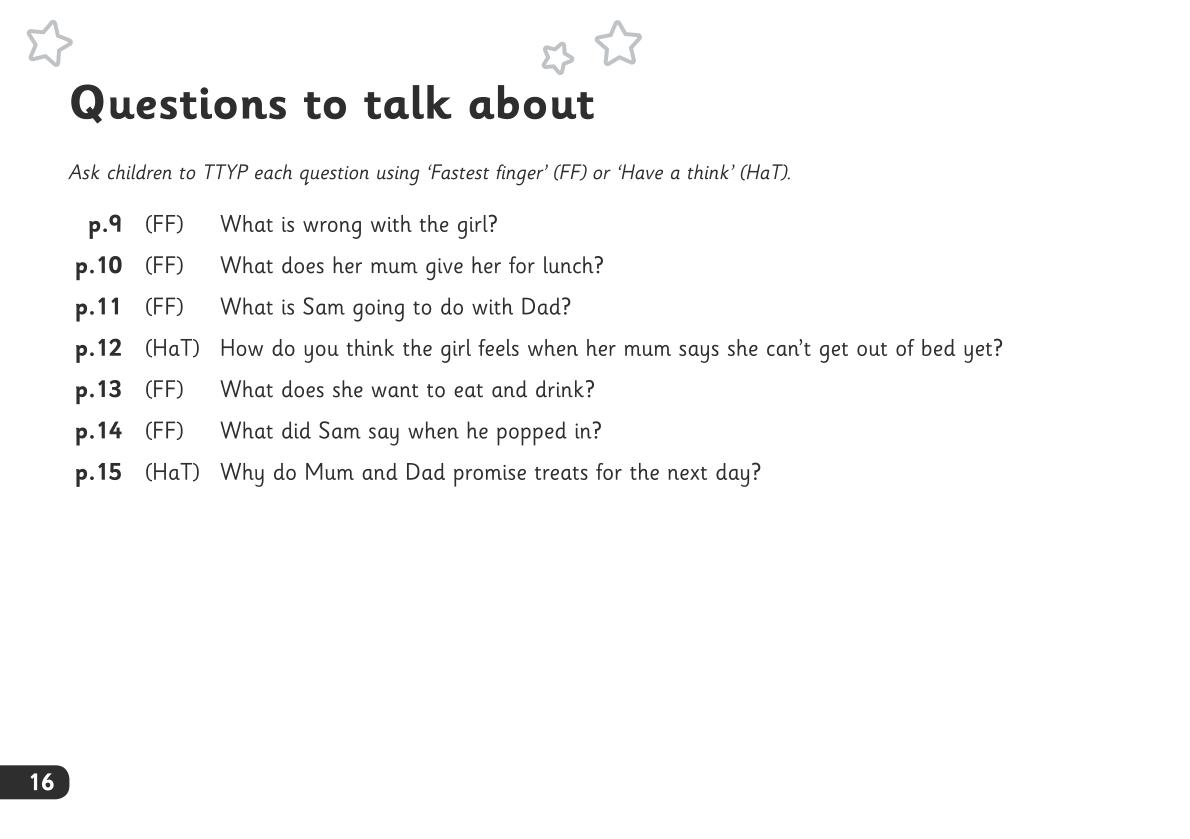 Questions to talk about
Ask children to TTYP each question using ‘Fastest finger’ (FF) or ‘Have a think’ (HaT).
p.9 (FF) What is wrong with the girl?
p.10 (FF) What does her mum give her for lunch?
p.11 (FF) What is Sam going to do with Dad?
p.12 (HaT) How do you think the girl feels when her mum says she can’t get out of bed yet?
p.13 (FF) What does she want to eat and drink?
p.14 (FF) What did Sam say when he popped in?
p.15 (HaT) Why do Mum and Dad promise treats for the next day?
16